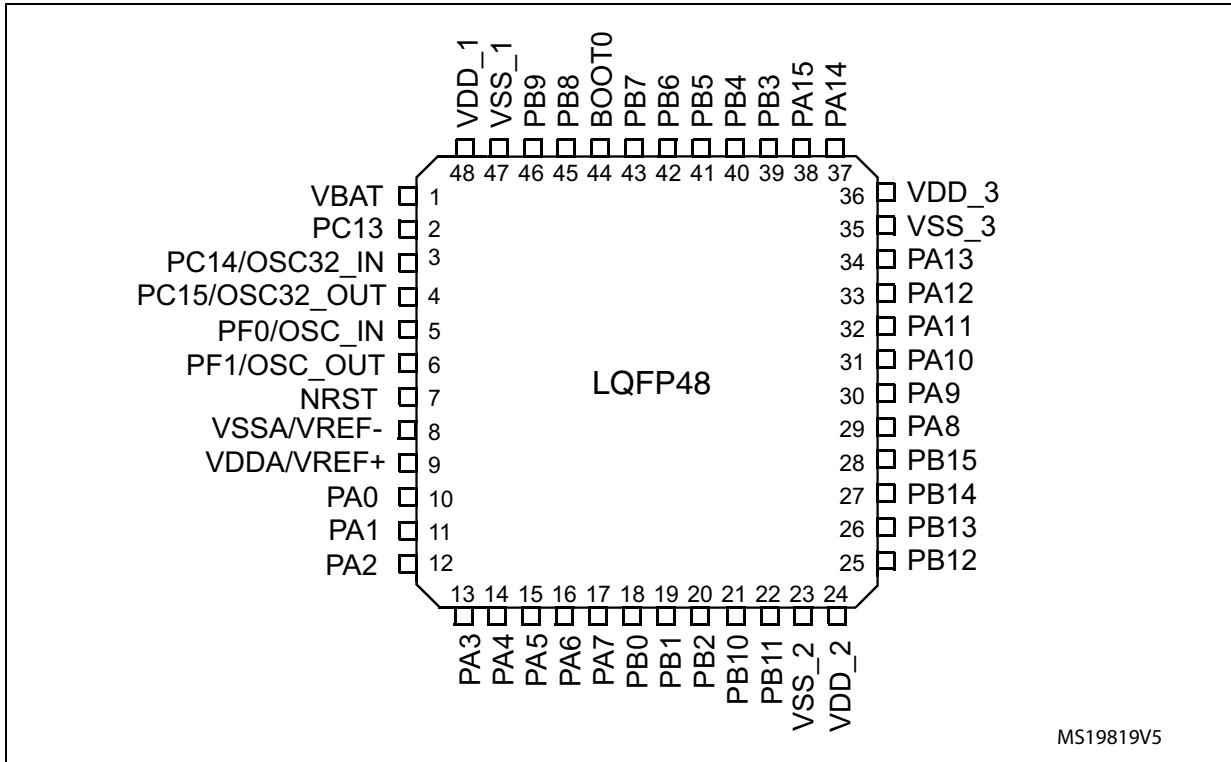 VDD_1
VSS_1
PB9
PB8
BOOT0
PB7
PB6
PB5
PB4
PB3
PA15
PA14
48 47 46 45 44 43 42 41 40 39 38 37
VBAT 1
PC13 2
PC14/OSC32_IN 3
PC15/OSC32_OUT 4
PF0/OSC_IN 5
PF1/OSC_OUT 6
NRST 7
VSSA/VREF- 8
VDDA/VREF+ 9
PA0 10
PA1 11
PA2 12
LQFP48
36 VDD_3
35 VSS_3
34 PA13
33 PA12
32 PA11
31 PA10
30 PA9
29 PA8
28 PB15
27 PB14
26 PB13
25 PB12
13 14 15 16 17 18 19 20 21 22 23 24
PA3
PA4
PA5
PA6
PA7
PB0
PB1
PB2
PB10
PB11
VSS_2
VDD_2
MS19819V5